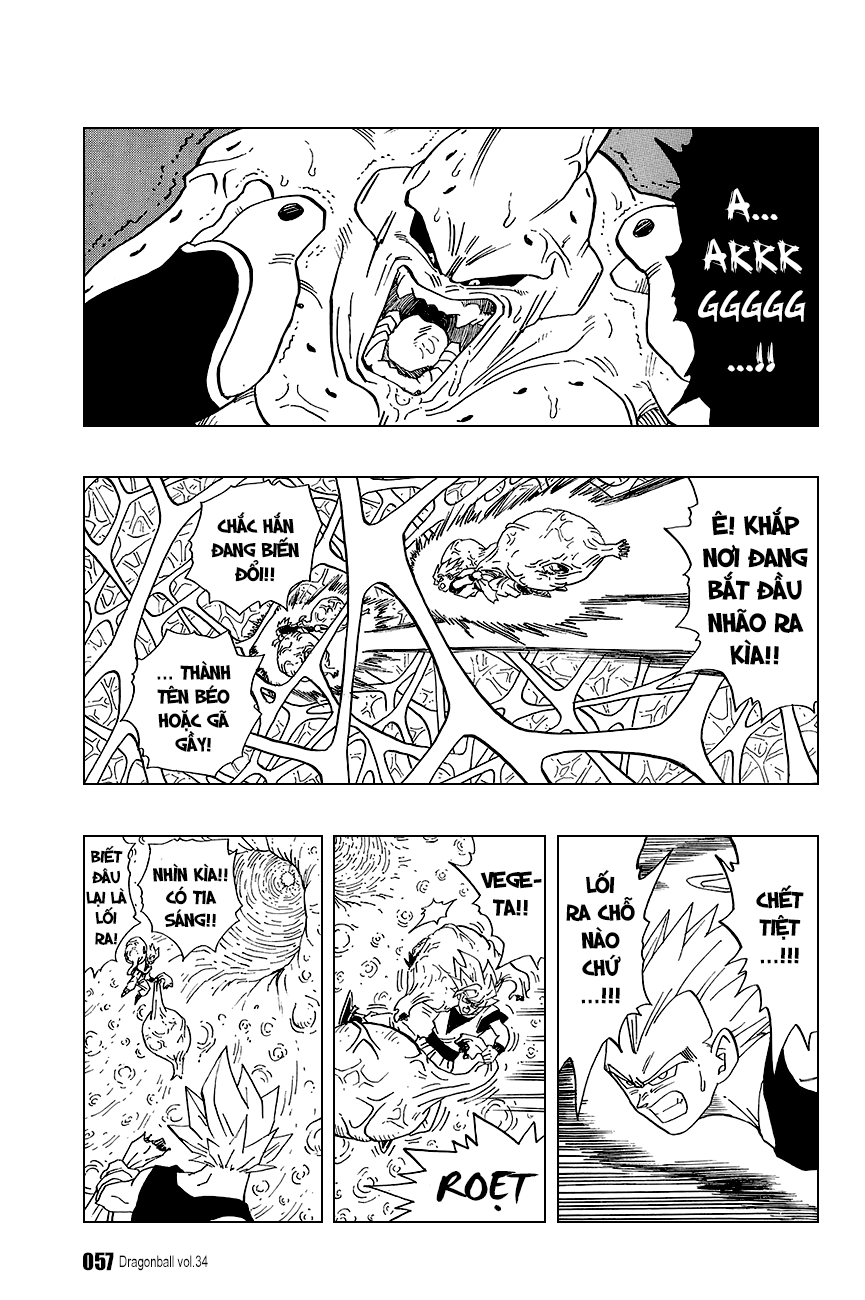 A...
ARRR
GGGGG
...!!
Ê! KHẮP
NƠI ĐANG
BẮT ĐẦU
NHÃO RA
KÌA!!
CHẮC HẮN
ĐANG BIẾN
ĐỔI!!
... THÀNH
TÊN BÉO
HOẶC GÃ
GẦY!
CHẾT
TIỆT
...!!!
LỐI
RA CHỖ
NÀO
CHỨ
...!!!
VEGE-
TA!!
ROẸT
NHÌN KÌA!!
CÓ TIA
SÁNG!!
BIẾT
ĐÂU
LẠI LÀ
LỐI
RA!
057 Dragonball vol.34